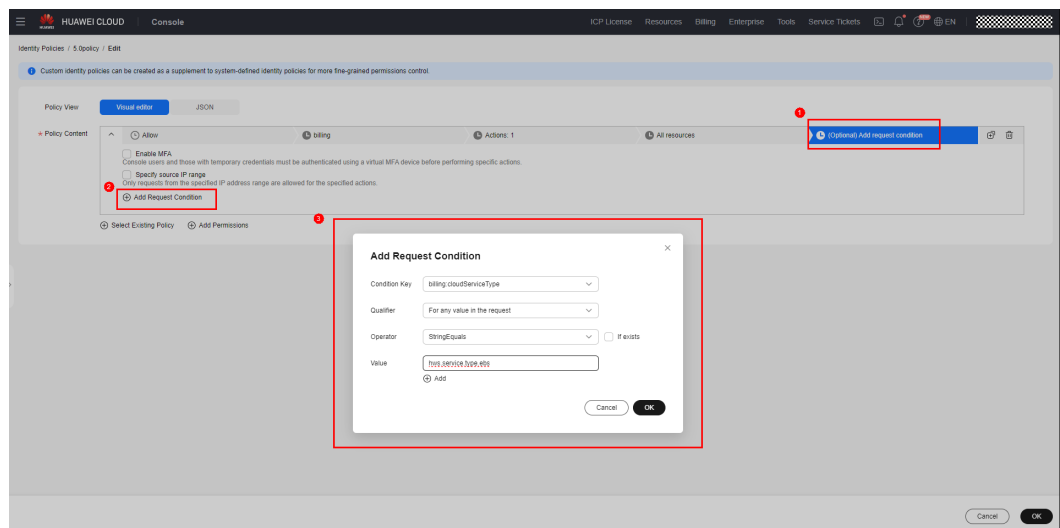 HUAWEI
HUAWEI CLOUD Console ICP License Resources Billing Enterprise Tools Service Tickets NEW EN
Identity Policies / 5.0policy / Edit
Custom identity policies can be created as a supplement to system-defined identity policies for more fine-grained permissions control.
Policy View Visual editor JSON
1
* Policy Content Allow billing Actions: 1 All resources (Optional) Add request condition
Enable MFA
Console users and those with temporary credentials must be authenticated using a virtual MFA device before performing specific actions.
Specify source IP range
Only requests from the specified IP address range are allowed for the specified actions.
2
Add Request Condition
3
Select Existing Policy Add Permissions
Add Request Condition
Condition Key billing:cloudServiceType
Qualifier For any value in the request
Operator StringEquals If exists
Value hws.service.type.ebs
Add
Cancel OK
Cancel OK